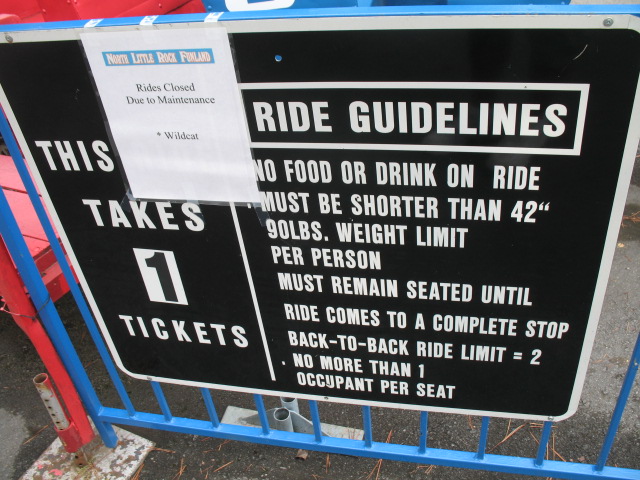 North Little Rock Funland
Rides Closed
Due to Maintenance
* Wildcat
THIS
TAKES
1
TICKETS
RIDE GUIDELINES
NO FOOD OR DRINK ON RIDE
MUST BE SHORTER THAN 42“
90LBS. WEIGHT LIMIT
PER PERSON
MUST REMAIN SEATED UNTIL
RIDE COMES TO A COMPLETE STOP
BACK-TO-BACK RIDE LIMIT = 2
. NO MORE THAN 1
OCCUPANT PER SEAT